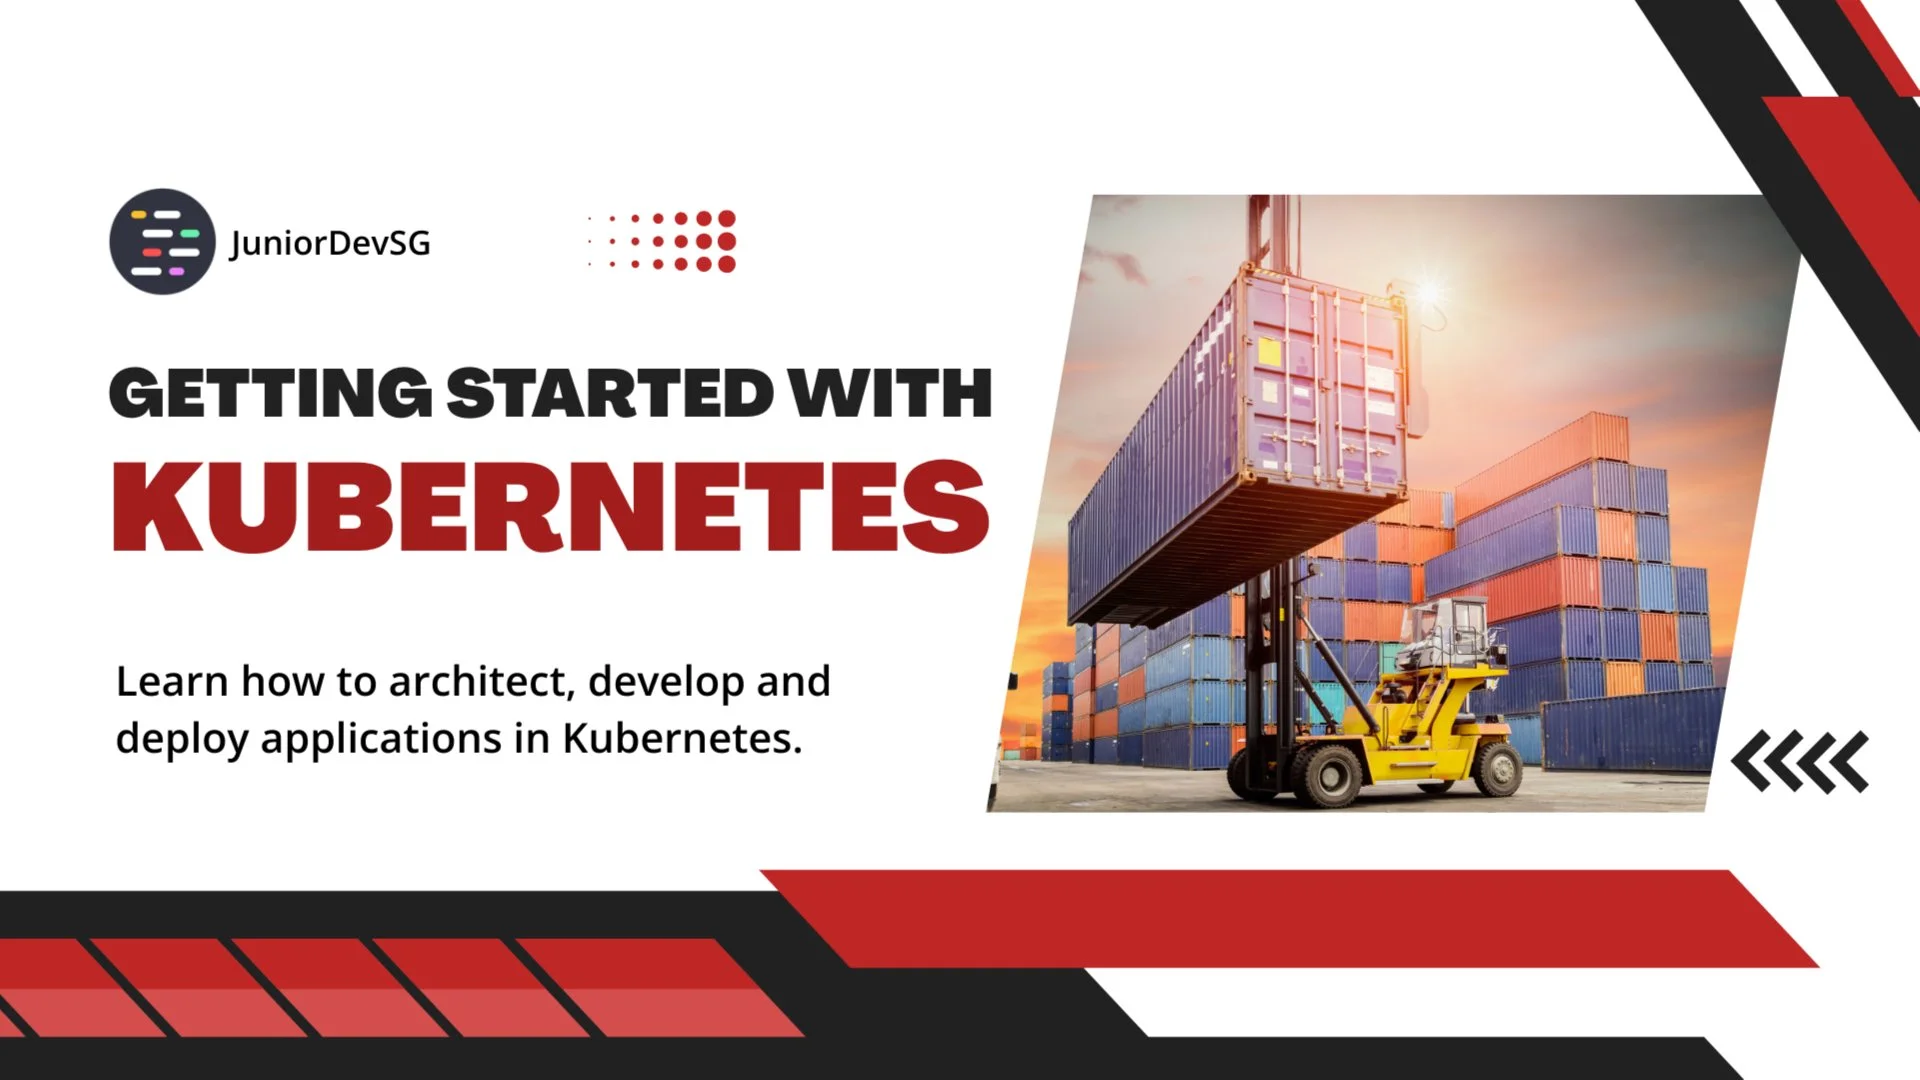 JuniorDevSG
GETTING STARTED WITH
KUBERNETES
Learn how to architect, develop and
deploy applications in Kubernetes.